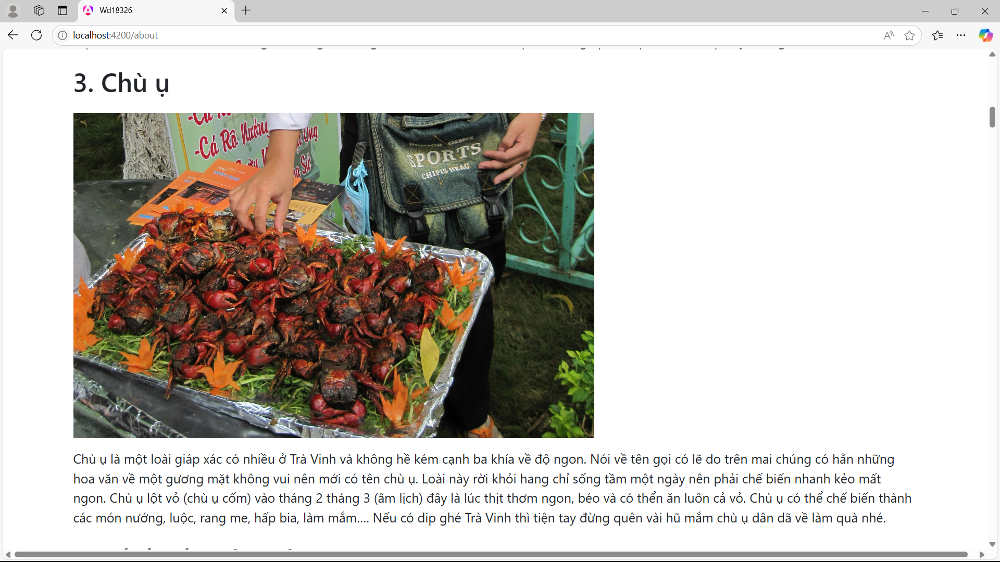 Wd18326
localhost:4200/about
3. Chù ụ
-Cá Rô Nướng
SPORTS
Chù ụ là một loài giáp xác có nhiều ở Trà Vinh và không hề kém cạnh ba khía về độ ngon. Nói về tên gọi có lẽ do trên mai chúng có hằn những
hoa văn về một gương mặt không vui nên mới có tên chù ụ. Loài này rời khỏi hang chỉ sống tầm một ngày nên phải chế biến nhanh kẻo mất
ngon. Chù ụ lột vỏ (chù ụ cốm) vào tháng 2 tháng 3 (âm lịch) đây là lúc thịt thơm ngon, béo và có thển ăn luôn cả vỏ. Chù ụ có thể chế biến thành
các món nướng, luộc, rang me, hấp bia, làm mắm.... Nếu có dip ghé Trà Vinh thì tiện tay đừng quên vài hũ mắm chù ụ dân dã về làm quà nhé.